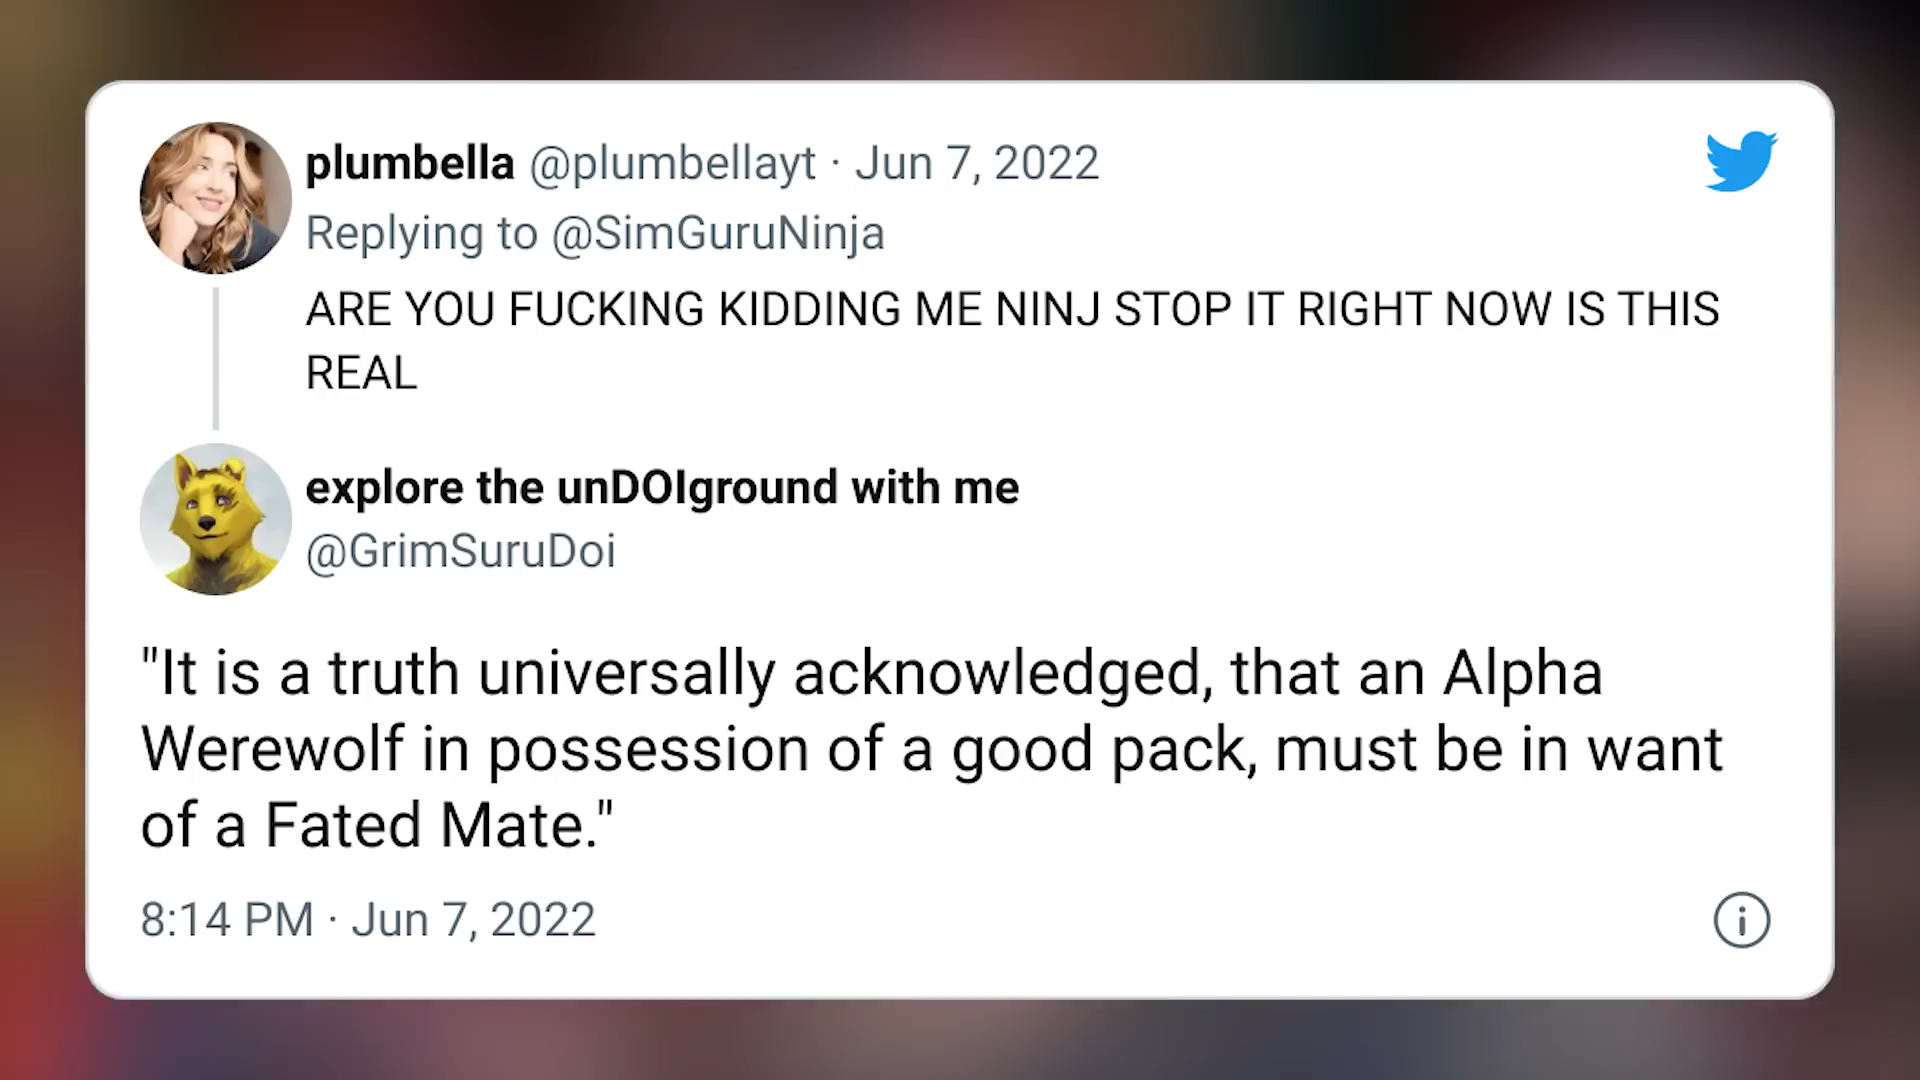 plumbella @plumbellayt · Jun 7, 2022
Replying to @SimGuruNinja
ARE YOU FUCKING KIDDING ME NINJ STOP IT RIGHT NOW IS THIS
REAL
explore the unDOIground with me
@GrimSuruDoi
"It is a truth universally acknowledged, that an Alpha
Werewolf in possession of a good pack, must be in want
of a Fated Mate."
8:14 PM · Jun 7, 2022